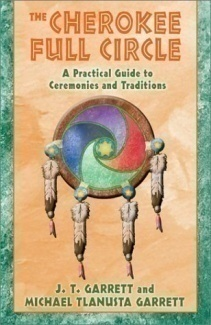 THE CHEROKEE
FULL CIRCLE
A Practical Guide to
Ceremonies and Traditions
J. T. GARRETT and
MICHAEL TLANUSTA GARRETT